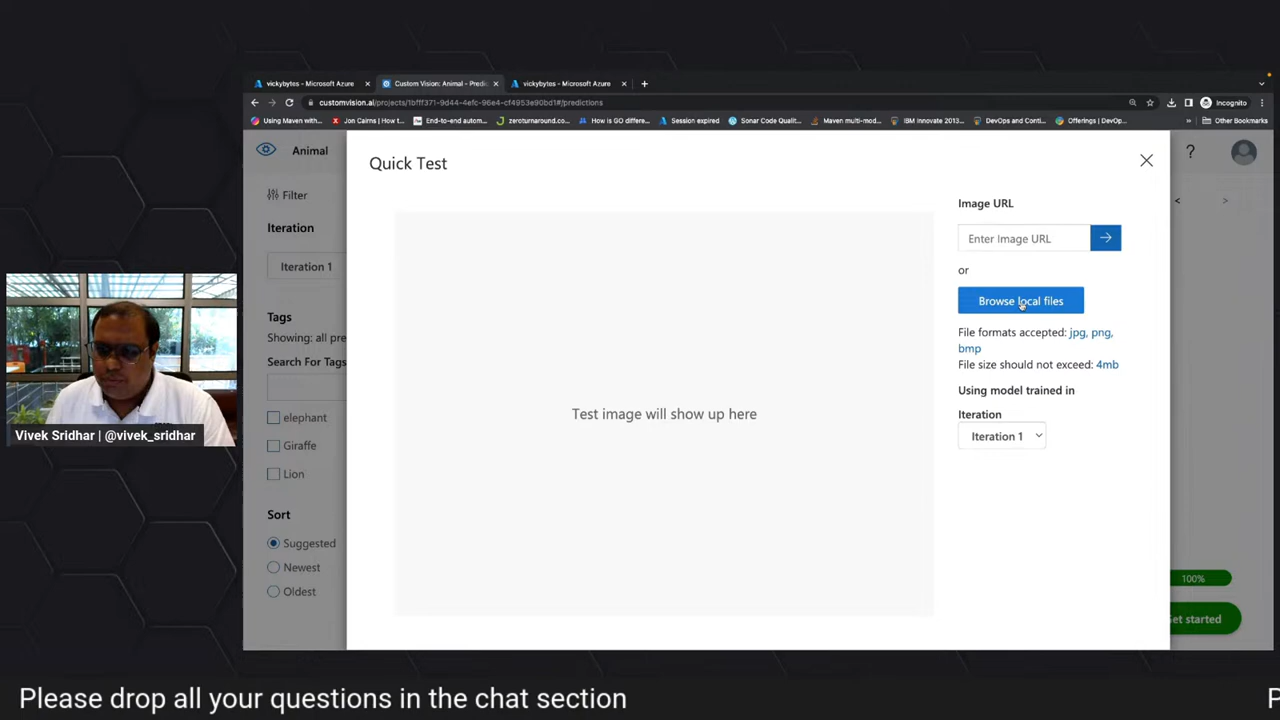 vickybytes - Microsoft Azure
Custom Vision: Animal - Predic
vickybytes - Microsoft Azure
customvision.ai/projects/1bfff371-9d44-4efc-96e4-cf4953e90bd1#/predictions
Incognito
Using Maven with...
Jon Cairns | How t...
End-to-end autom...
zeroturnaround.co...
How is GO differe...
Session expired
Sonar Code Qualit...
Maven multi-mod...
IBM Innovate 2013...
DevOps and Conti...
Offerings | DevOp...
»
Other Bookmarks
Animal
Quick Test
?
Filter
Iteration
Iteration 1
Tags
Showing: all pre
Search For Tags
elephant
Giraffe
Lion
Sort
Suggested
Newest
Oldest
Test image will show up here
Image URL
Enter Image URL
or
Browse local files
File formats accepted: jpg, png,
bmp
File size should not exceed: 4mb
Using model trained in
Iteration
Iteration 1
< >
100%
Get started
Vivek Sridhar | @vivek_sridhar
Please drop all your questions in the chat section
P